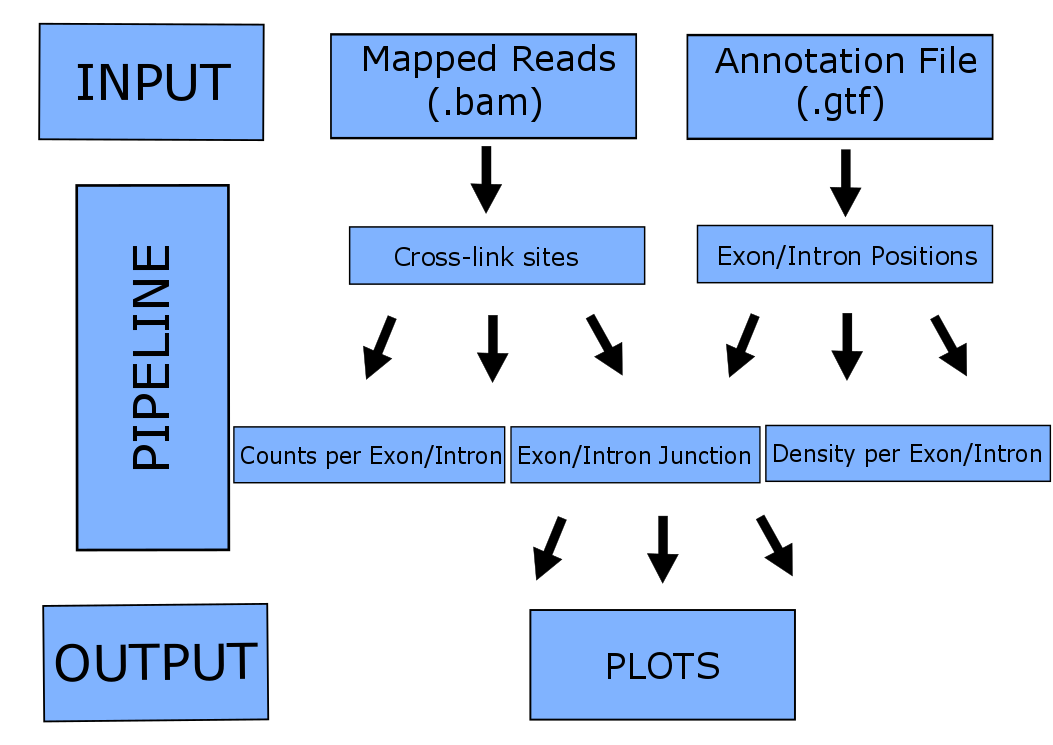 INPUT
Mapped Reads
(.bam)
Annotation File
(.gtf)
PIPELINE
Cross-link sites
Exon/Intron Positions
Counts per Exon/Intron
Exon/Intron Junction
Density per Exon/Intron
OUTPUT
PLOTS